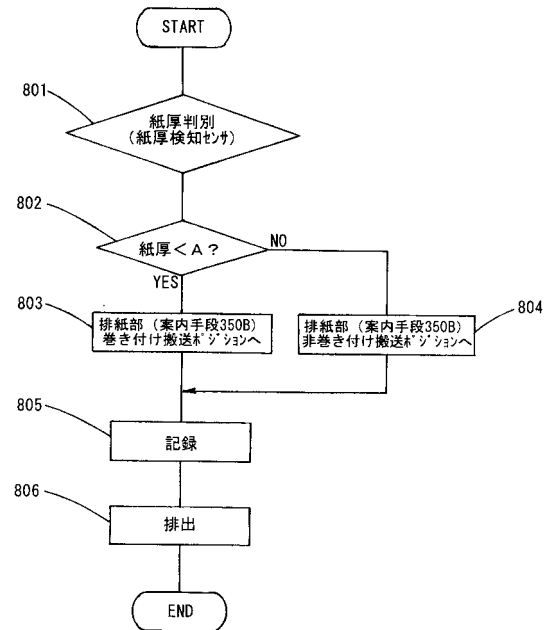 START
801
紙厚判別
(紙厚検知ｾﾝｻ)
802
紙厚<A?
NO
YES
803
排紙部 (案内手段350B)
巻き付け搬送ﾎﾟｼﾞｼｮﾝへ
排紙部 (案内手段350B)
非巻き付け搬送ﾎﾟｼﾞｼｮﾝへ
804
805
記録
806
排出
END